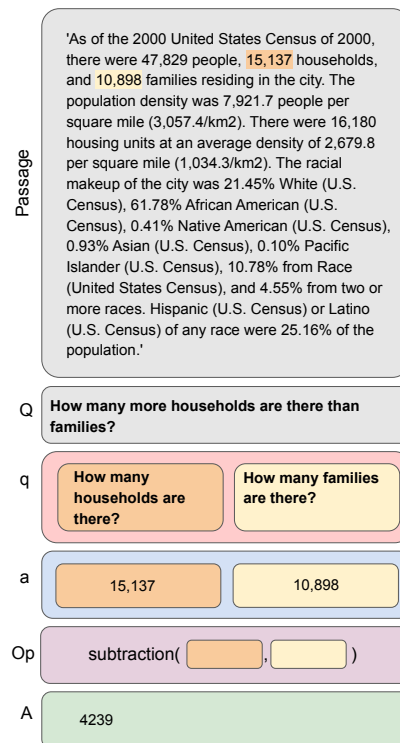 'As of the 2000 United States Census of 2000,
there were 47,829 people, 15,137 households,
and 10,898 families residing in the city. The
population density was 7,921.7 people per
square mile (3,057.4/km2). There were 16,180
housing units at an average density of 2,679.8
per square mile (1,034.3/km2). The racial
makeup of the city was 21.45% White (U.S.
Census), 61.78% African American (U.S.
Census), 0.41% Native American (U.S. Census),
0.93% Asian (U.S. Census), 0.10% Pacific
Islander (U.S. Census), 10.78% from Race
(United States Census), and 4.55% from two or
more races. Hispanic (U.S. Census) or Latino
(U.S. Census) of any race were 25.16% of the
population.'
Passage
Q
How many more households are there than
families?
q
How many
households are
there?
How many families
are there?
a
15,137
10,898
Op
subtraction( , )
A
4239